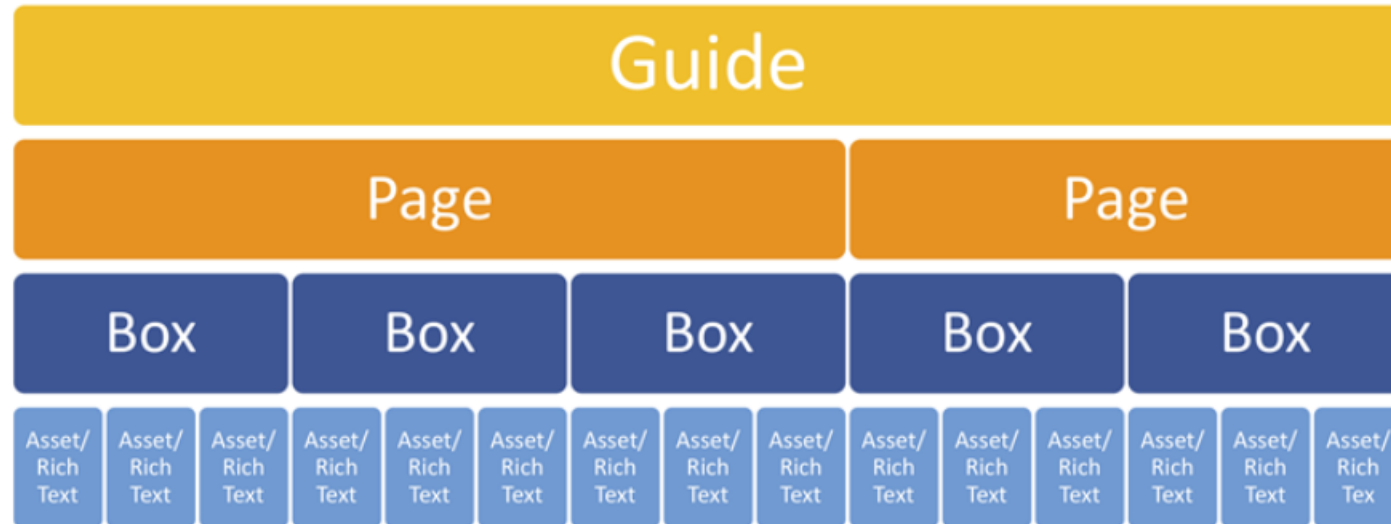 Guide
Page Page
Box Box Box Box Box
Asset/ Asset/ Asset/ Asset/ Asset/ Asset/ Asset/ Asset/ Asset/ Asset/ Asset/ Asset/ Asset/ Asset/ Asset/
Rich Rich Rich Rich Rich Rich Rich Rich Rich Rich Rich Rich Rich Rich Rich
Text Text Text Text Text Text Text Text Text Text Text Text Text Text Tex